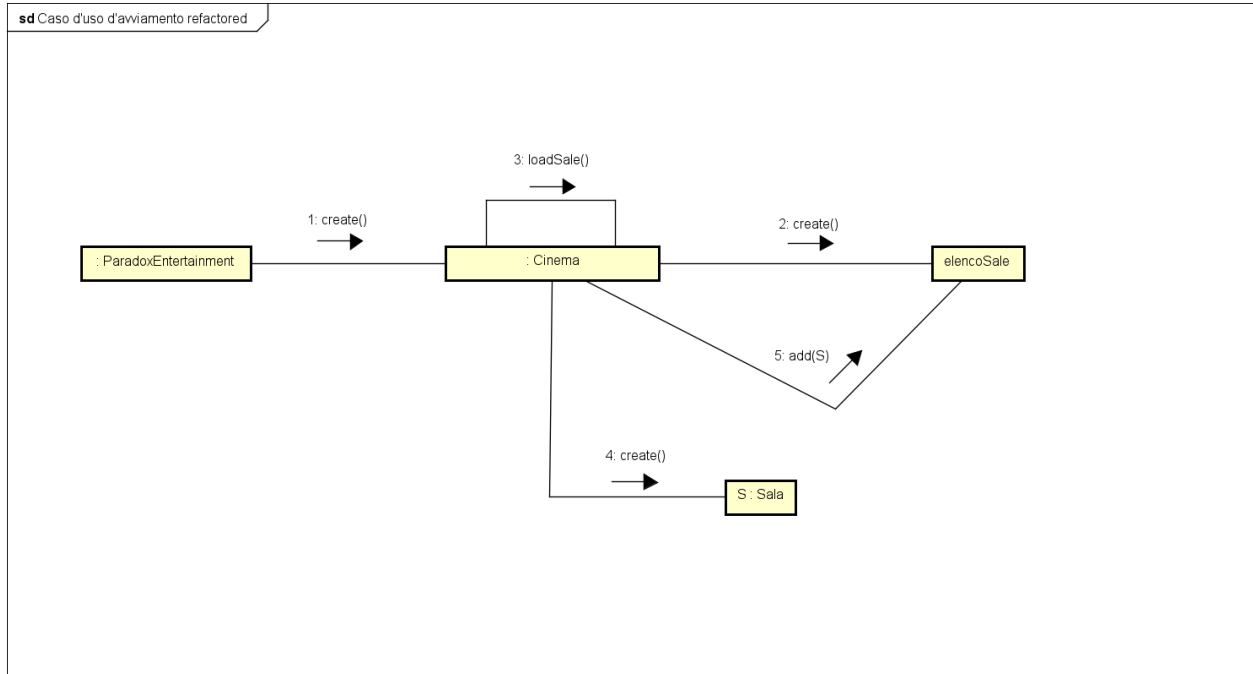 sd Caso d'uso d'avviamento refactored
3: loadSale()
1: create()
2: create()
: ParadoxEntertainment
: Cinema
elencoSale
5: add(S)
4: create()
S : Sala